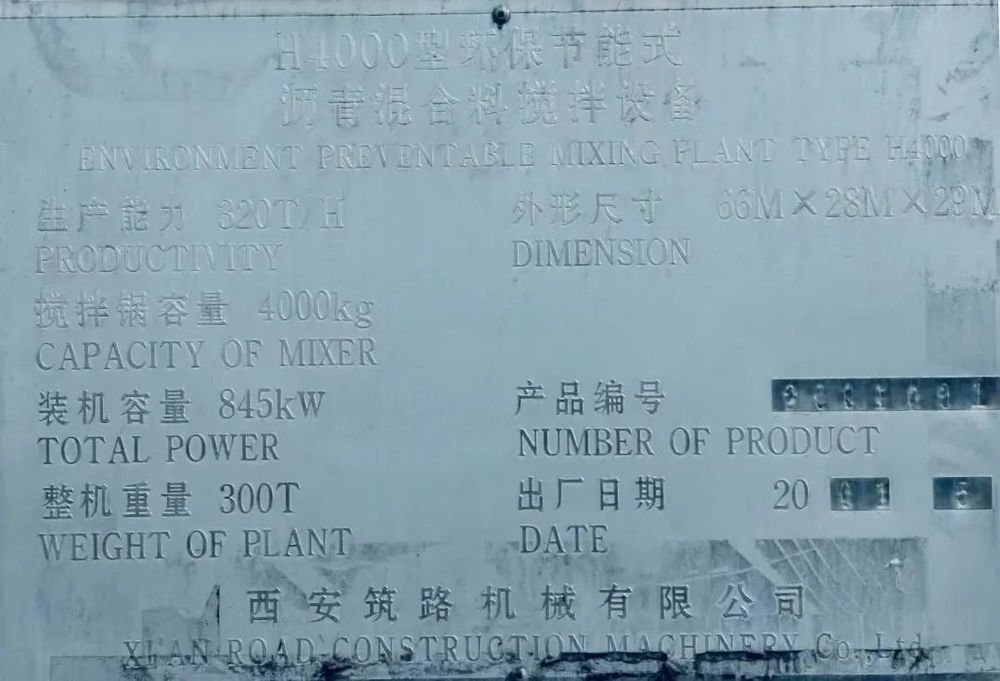 H4000型环保节能式
沥青混合料搅拌设备
ENVIRONMENT PREVENTABLE MIXING PLANT TYPE H4000
生产能力 320T/H 外形尺寸 66M×28M×29M
PRODUCTIVITY DIMENSION
搅拌锅容量 4000kg
CAPACITY OF MIXER
装机容量 845kW 产品编号
TOTAL POWER NUMBER OF PRODUCT
整机重量 300T 出厂日期 20
WEIGHT OF PLANT DATE
西安筑路机械有限公司
XI'AN ROAD CONSTRUCTION MACHINERY Co.,Ltd.